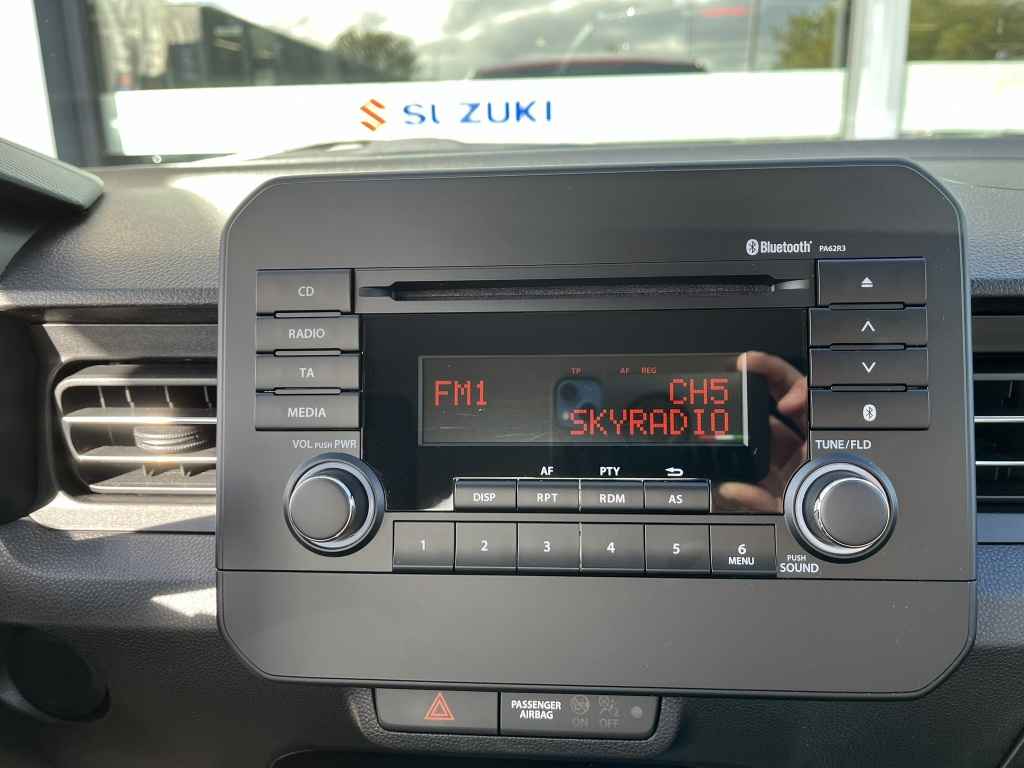 SUZUKI
Bluetooth PA62R3
CD
RADIO
TA
MEDIA
VOL PUSH PWR
TP AF REG
FM1 CH5
SKYRADIO
TUNE/FLD
AF PTY
DISP RPT RDM AS
1 2 3 4 5 6
MENU
PUSH
SOUND
PASSENGER
AIRBAG
ON OFF